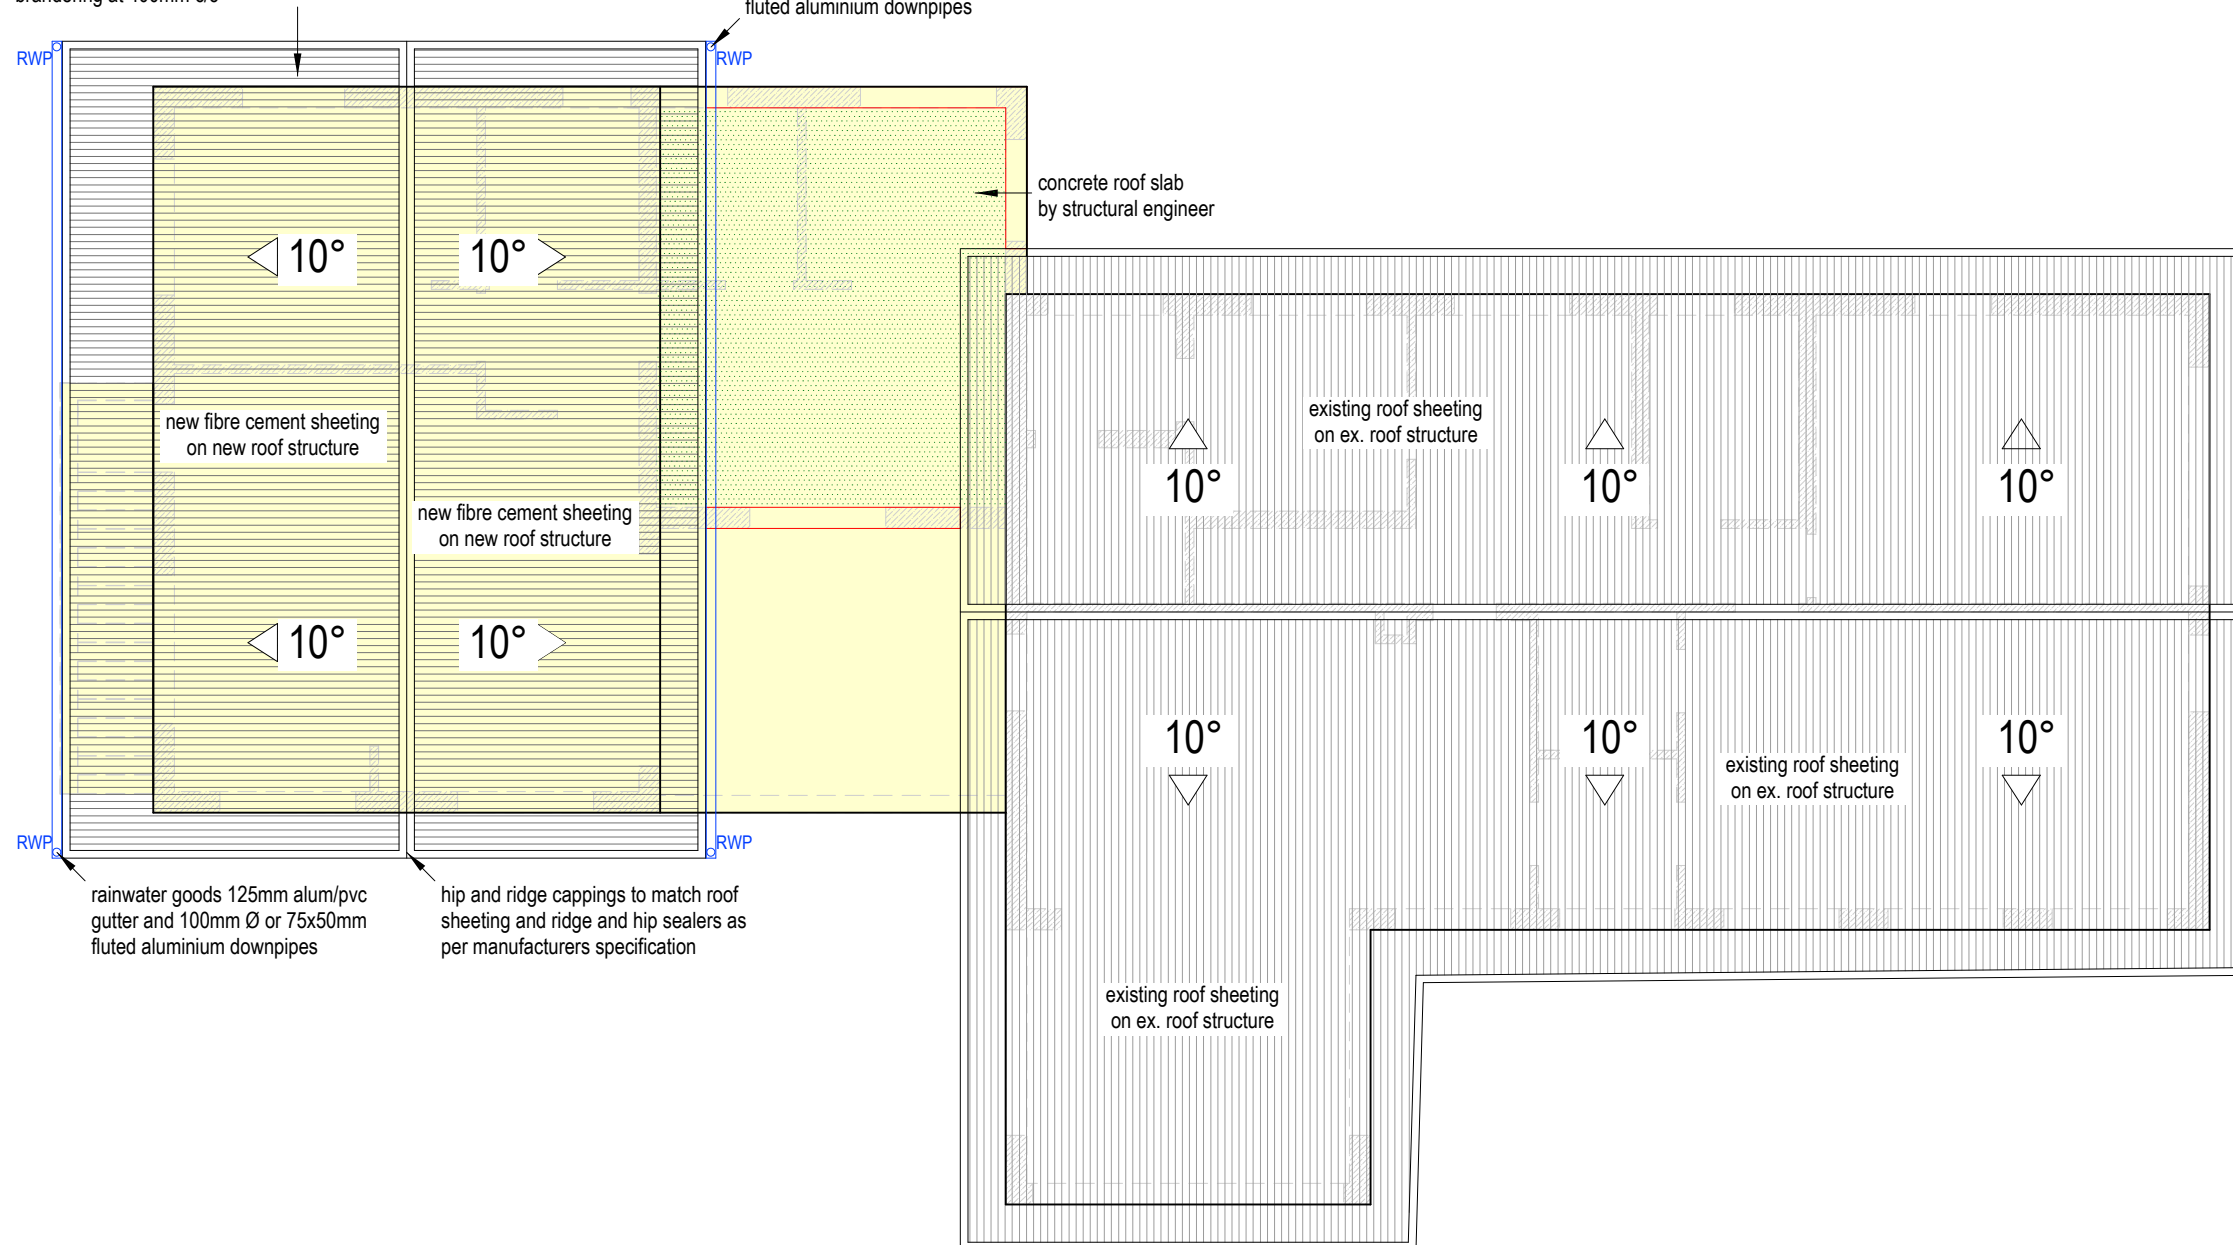 fluted aluminium downpipes
RWP
RWP
concrete roof slab
by structural engineer
10°
10°
new fibre cement sheeting
on new roof structure
existing roof sheeting
on ex. roof structure
10°
10°
10°
new fibre cement sheeting
on new roof structure
10°
10°
10°
10°
10°
existing roof sheeting
on ex. roof structure
RWP
RWP
rainwater goods 125mm alum/pvc
gutter and 100mm Ø or 75x50mm
fluted aluminium downpipes
hip and ridge cappings to match roof
sheeting and ridge and hip sealers as
per manufacturers specification
existing roof sheeting
on ex. roof structure